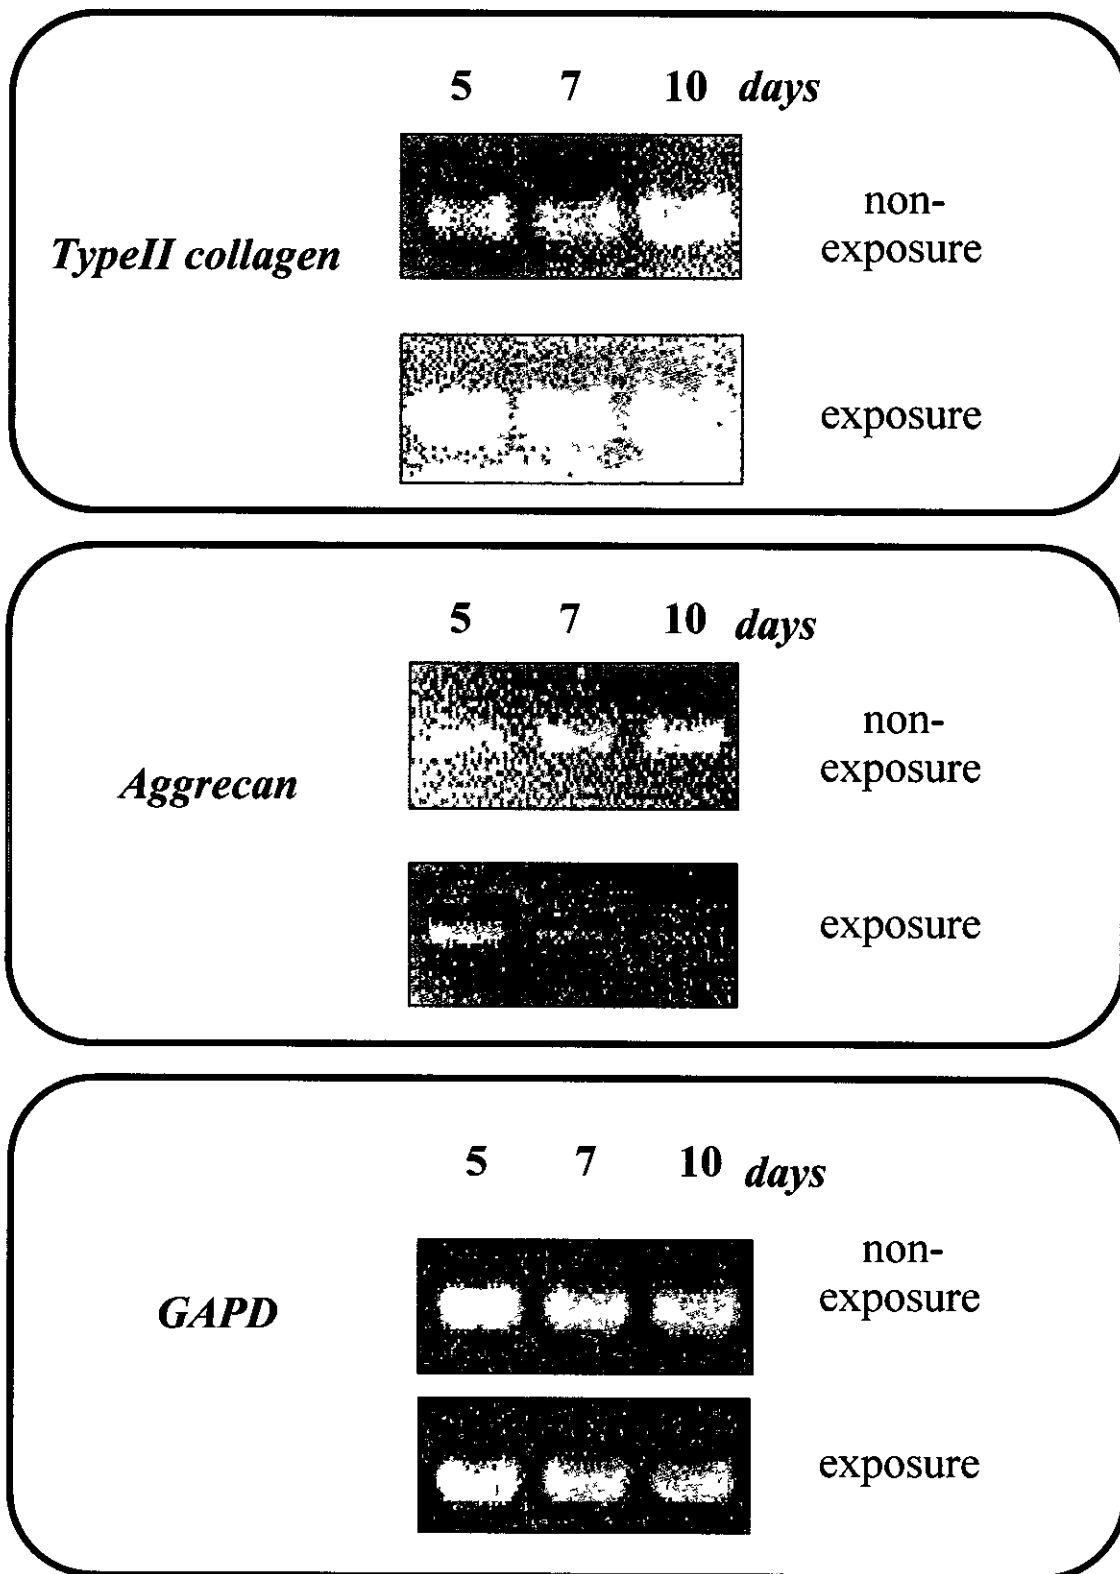 5 7 10 days
TypeII collagen
non-
exposure
exposure
5 7 10 days
Aggrecan
non-
exposure
exposure
5 7 10 days
GAPD
non-
exposure
exposure